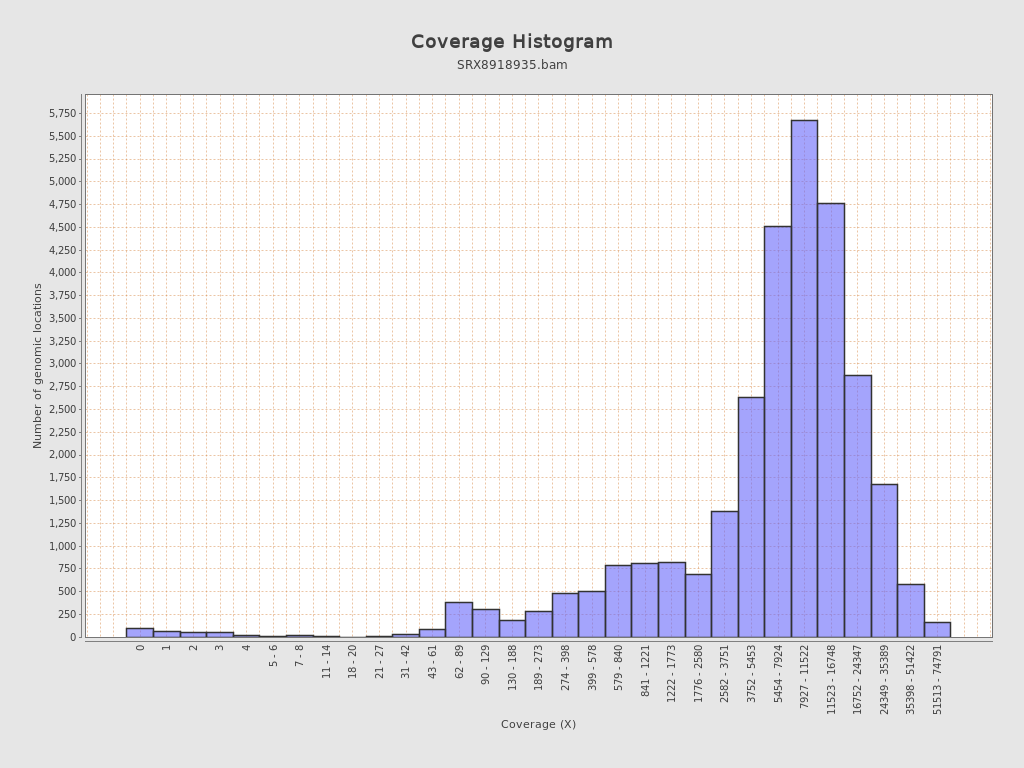 Coverage Histogram
SRX8918935.bam
Number of genomic locations
5,750
5,500
5,250
5,000
4,750
4,500
4,250
4,000
3,750
3,500
3,250
3,000
2,750
2,500
2,250
2,000
1,750
1,500
1,250
1,000
750
500
250
0
0
1
2
3
4
5 - 6
7 - 8
11 - 14
18 - 20
21 - 27
31 - 42
43 - 61
62 - 89
90 - 129
130 - 188
189 - 273
274 - 398
399 - 578
579 - 840
841 - 1221
1222 - 1773
1776 - 2580
2582 - 3751
3752 - 5453
5454 - 7924
7927 - 11522
11523 - 16748
16752 - 24347
24349 - 35389
35398 - 51422
51513 - 74791
Coverage (X)